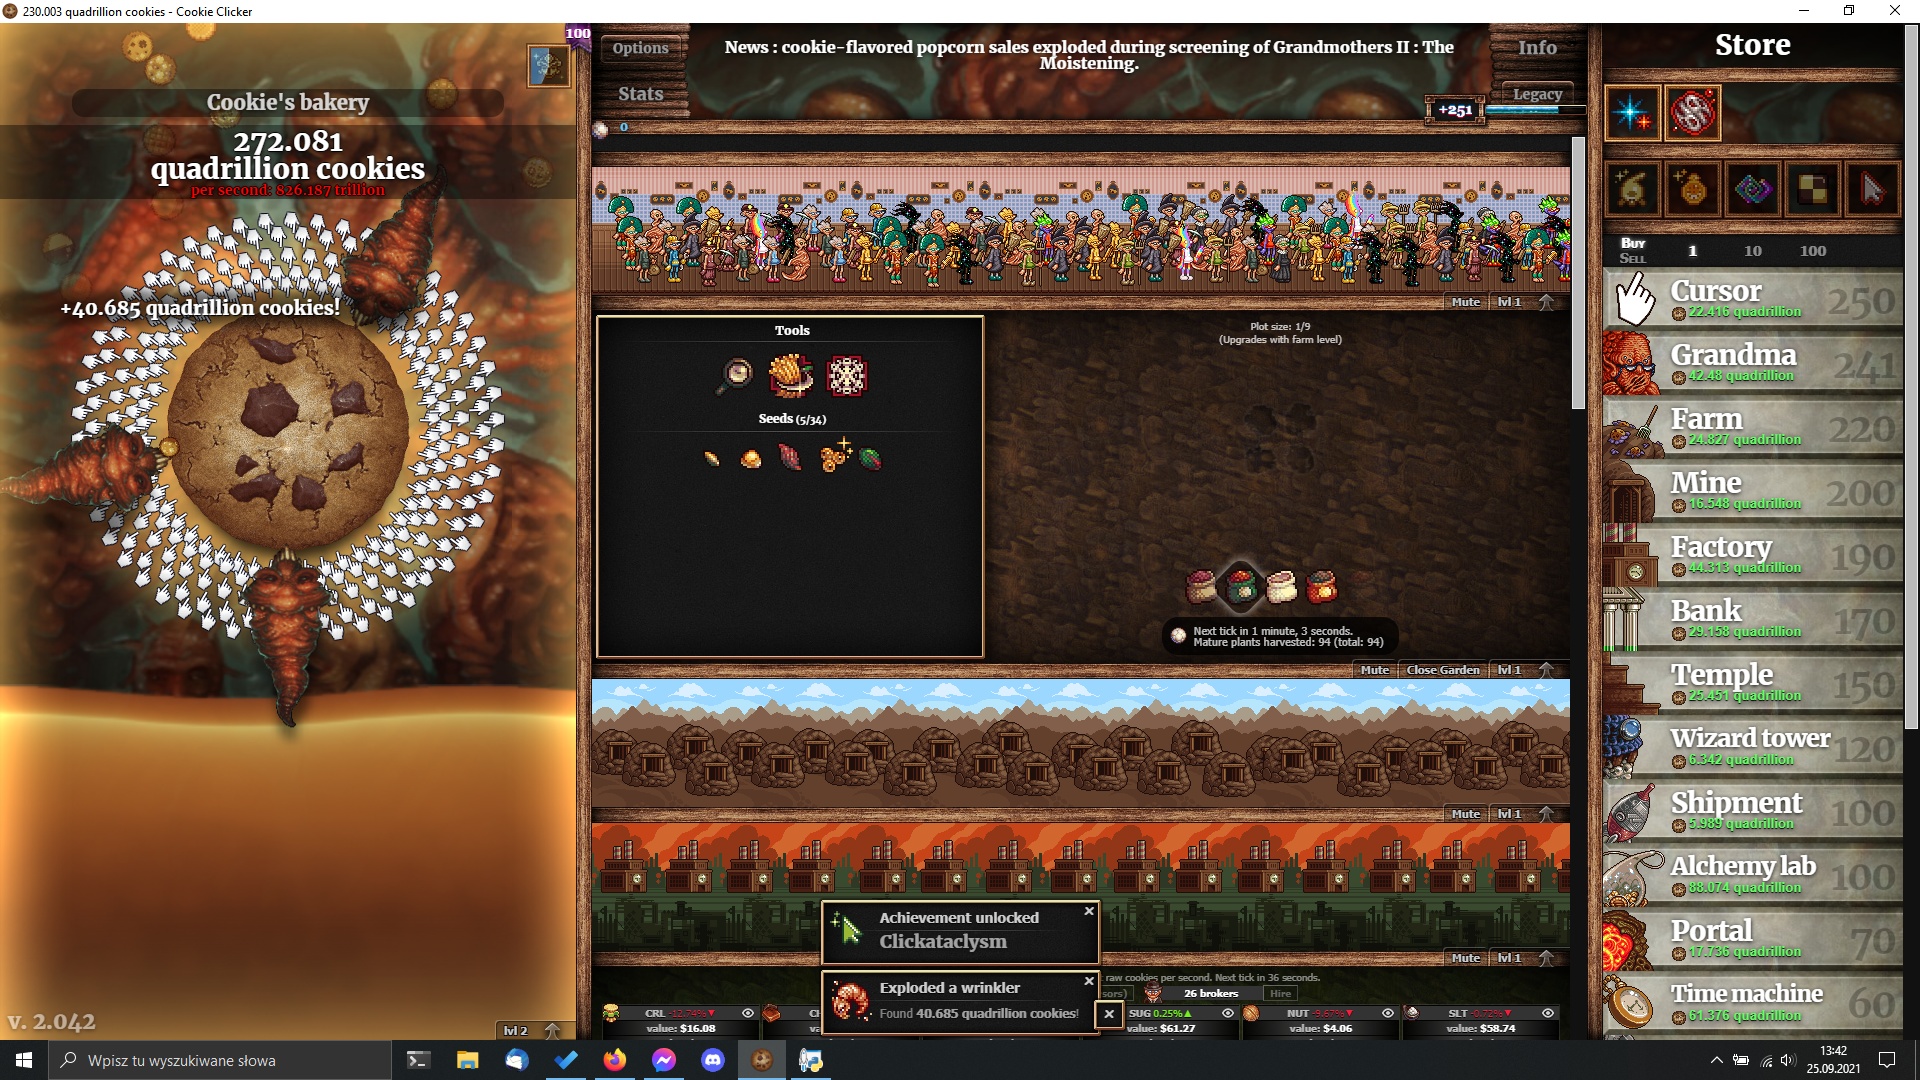 230.003 quadrillion cookies - Cookie Clicker
100
Cookie's bakery
272.081
quadrillion cookies
per second: 826.187 trillion
+40.685 quadrillion cookies!
v. 2.042
lvl 2
Options
Stats
News : cookie-flavored popcorn sales exploded during screening of Grandmothers II : The
Moistening.
Info
Legacy
+251
0
Mute
lvl 1
Tools
Seeds (5/34)
Plot size: 1/9
(Upgrades with farm level)
Next tick in 1 minute, 3 seconds.
Mature plants harvested: 94 (total: 94)
Mute
Close Garden
lvl 1
Mute
lvl 1
Mute
lvl 1
Achievement unlocked
Clickataclysm
Exploded a wrinkler
Found 40.685 quadrillion cookies!
raw cookies per second. Next tick in 36 seconds.
sors)
26 brokers
Hire
CRL -12.74%▼
value: $16.08
SUG 0.25%▲
value: $61.27
NUT -9.67%▼
value: $4.06
SLT -0.72%▼
value: $58.74
Store
Buy
Sell
1
10
100
Cursor
22.416 quadrillion
250
Grandma
42.48 quadrillion
241
Farm
24.827 quadrillion
220
Mine
16.548 quadrillion
200
Factory
44.313 quadrillion
190
Bank
29.158 quadrillion
170
Temple
25.451 quadrillion
150
Wizard tower
6.342 quadrillion
120
Shipment
5.989 quadrillion
100
Alchemy lab
88.074 quadrillion
100
Portal
17.736 quadrillion
70
Time machine
61.376 quadrillion
60
Wpisz tu wyszukiwane słowa
13:42
25.09.2021